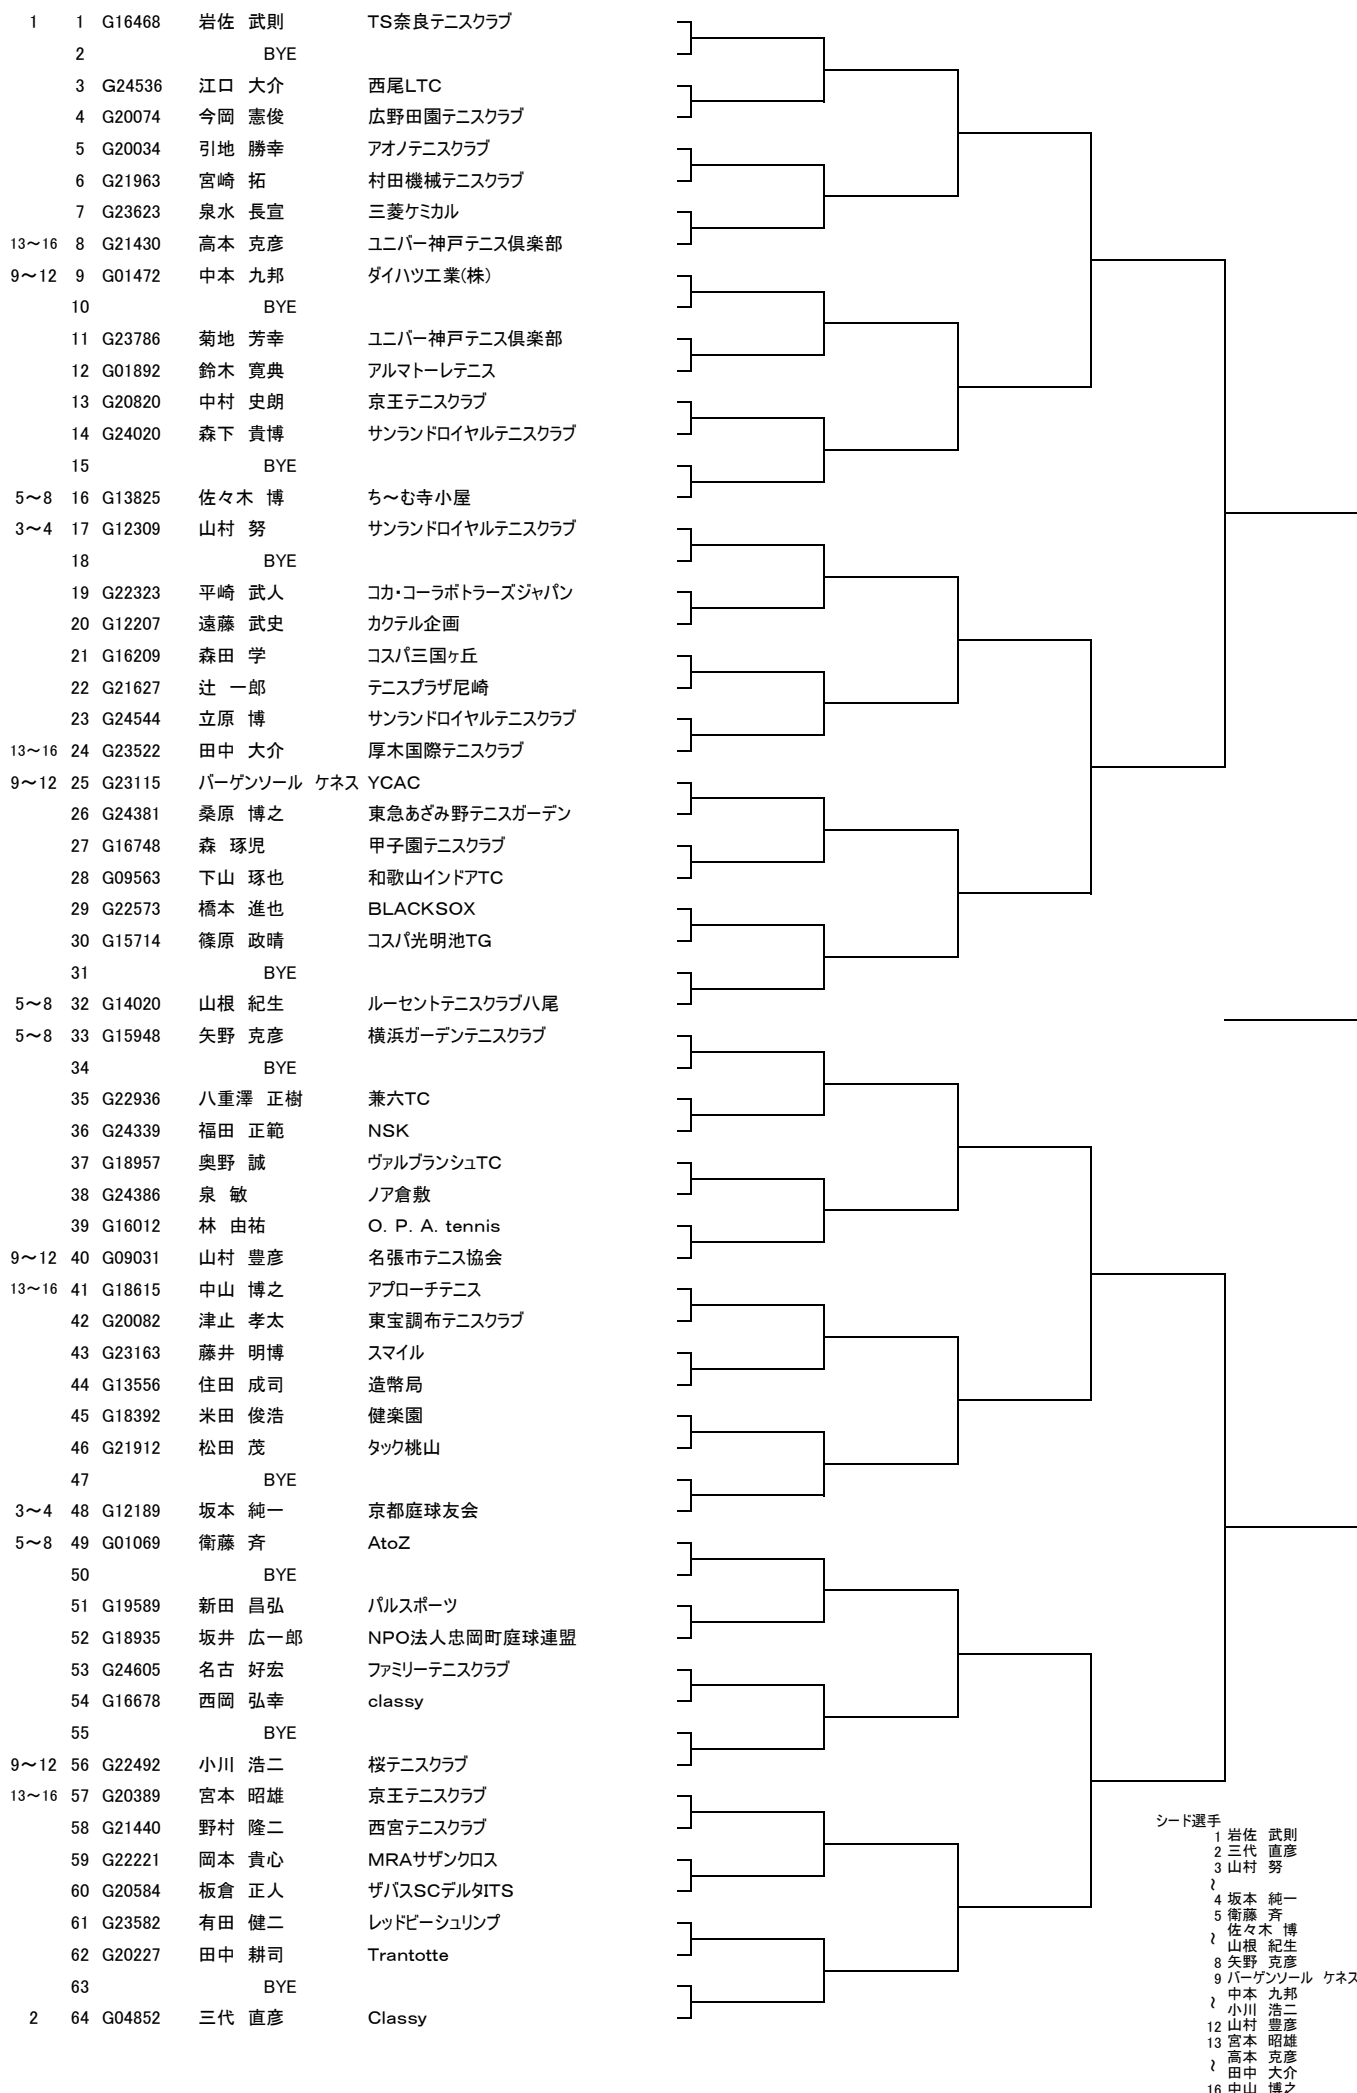 1 1 G16468 岩佐 武則 TS奈良テニスクラブ
2 BYE
3 G24536 江口 大介 西尾LTC
4 G20074 今岡 憲俊 広野田園テニスクラブ
5 G20034 引地 勝幸 アオノテニスクラブ
6 G21963 宮崎 拓 村田機械テニスクラブ
7 G23623 泉水 長宣 三菱ケミカル
13～16 8 G21430 高本 克彦 ユニバー神戸テニス倶楽部
9～12 9 G01472 中本 九邦 ダイハツ工業(株)
10 BYE
11 G23786 菊地 芳幸 ユニバー神戸テニス倶楽部
12 G01892 鈴木 寛典 アルマトーレテニス
13 G20820 中村 史朗 京王テニスクラブ
14 G24020 森下 貴博 サンランドロイヤルテニスクラブ
15 BYE
5～8 16 G13825 佐々木 博 ち～む寺小屋
3～4 17 G12309 山村 努 サンランドロイヤルテニスクラブ
18 BYE
19 G22323 平崎 武人 コカ・コーラボトラーズジャパン
20 G12207 遠藤 武史 カクテル企画
21 G16209 森田 学 コスパ三国ヶ丘
22 G21627 辻 一郎 テニスプラザ尼崎
23 G24544 立原 博 サンランドロイヤルテニスクラブ
13～16 24 G23522 田中 大介 厚木国際テニスクラブ
9～12 25 G23115 バーゲンソール ケネス YCAC
26 G24381 桑原 博之 東急あざみ野テニスガーデン
27 G16748 森 琢児 甲子園テニスクラブ
28 G09563 下山 琢也 和歌山インドアTC
29 G22573 橋本 進也 BLACKSOX
30 G15714 篠原 政晴 コスパ光明池TG
31 BYE
5～8 32 G14020 山根 紀生 ルーセントテニスクラブ八尾
5～8 33 G15948 矢野 克彦 横浜ガーデンテニスクラブ
34 BYE
35 G22936 八重澤 正樹 兼六TC
36 G24339 福田 正範 NSK
37 G18957 奥野 誠 ヴァルブランシュTC
38 G24386 泉 敏 ノア倉敷
39 G16012 林 由祐 O. P. A. tennis
9～12 40 G09031 山村 豊彦 名張市テニス協会
13～16 41 G18615 中山 博之 アプローチテニス
42 G20082 津止 孝太 東宝調布テニスクラブ
43 G23163 藤井 明博 スマイル
44 G13556 住田 成司 造幣局
45 G18392 米田 俊浩 健楽園
46 G21912 松田 茂 タック桃山
47 BYE
3～4 48 G12189 坂本 純一 京都庭球友会
5～8 49 G01069 衛藤 斉 AtoZ
50 BYE
51 G19589 新田 昌弘 パルスポーツ
52 G18935 坂井 広一郎 NPO法人忠岡町庭球連盟
53 G24605 名古 好宏 ファミリーテニスクラブ
54 G16678 西岡 弘幸 classy
55 BYE
9～12 56 G22492 小川 浩二 桜テニスクラブ
13～16 57 G20389 宮本 昭雄 京王テニスクラブ
58 G21440 野村 隆二 西宮テニスクラブ
59 G22221 岡本 貴心 MRAサザンクロス
60 G20584 板倉 正人 ザバスSCデルタITS
61 G23582 有田 健二 レッドビーシュリンプ
62 G20227 田中 耕司 Trantotte
63 BYE
2 64 G04852 三代 直彦 Classy
シード選手
1 岩佐 武則
2 三代 直彦
3 山村 努
～
4 坂本 純一
5 衛藤 斉
佐々木 博
～ 山根 紀生
8 矢野 克彦
9 バーゲンソール ケネス
中本 九邦
～ 小川 浩二
12 山村 豊彦
13 宮本 昭雄
高本 克彦
～ 田中 大介
16 中山 博之